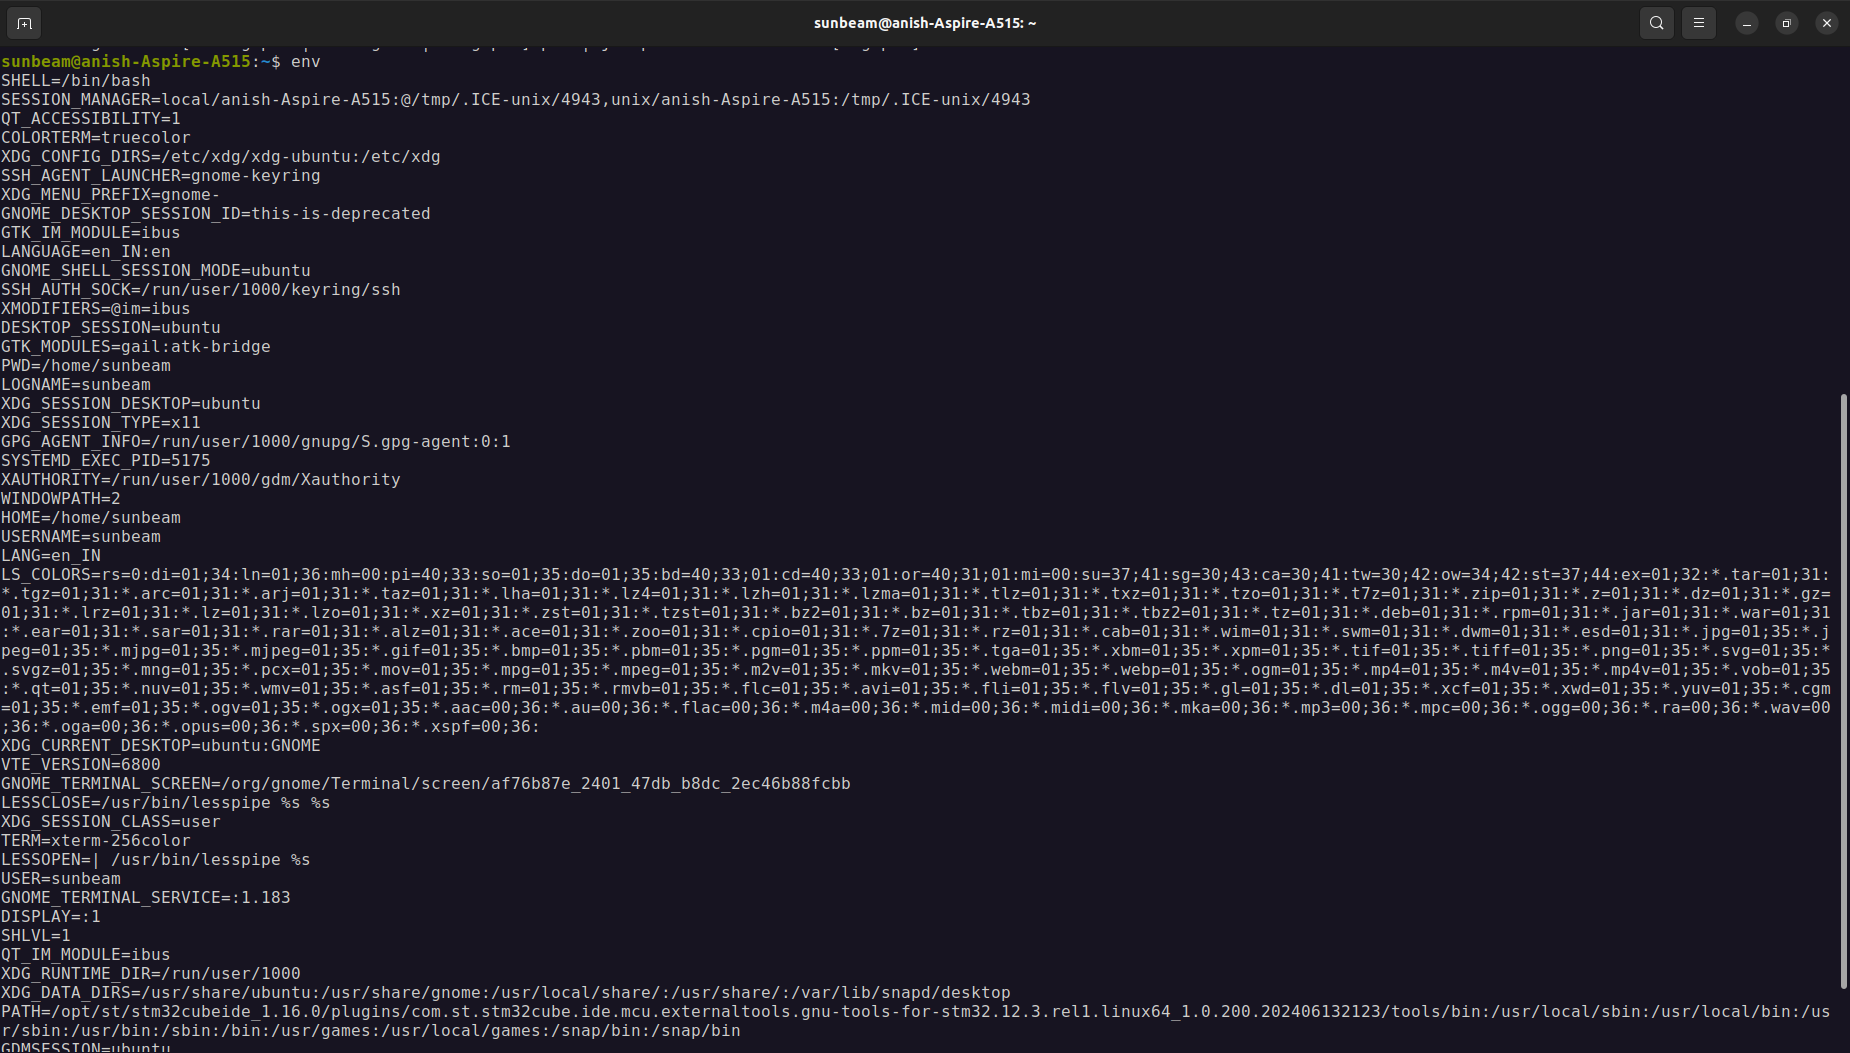 sunbeam@anish-Aspire-A515: ~
sunbeam@anish-Aspire-A515:~$ env
SHELL=/bin/bash
SESSION_MANAGER=local/anish-Aspire-A515:@/tmp/.ICE-unix/4943,unix/anish-Aspire-A515:/tmp/.ICE-unix/4943
QT_ACCESSIBILITY=1
COLORTERM=truecolor
XDG_CONFIG_DIRS=/etc/xdg/xdg-ubuntu:/etc/xdg
SSH_AGENT_LAUNCHER=gnome-keyring
XDG_MENU_PREFIX=gnome-
GNOME_DESKTOP_SESSION_ID=this-is-deprecated
GTK_IM_MODULE=ibus
LANGUAGE=en_IN:en
GNOME_SHELL_SESSION_MODE=ubuntu
SSH_AUTH_SOCK=/run/user/1000/keyring/ssh
XMODIFIERS=@im=ibus
DESKTOP_SESSION=ubuntu
GTK_MODULES=gail:atk-bridge
PWD=/home/sunbeam
LOGNAME=sunbeam
XDG_SESSION_DESKTOP=ubuntu
XDG_SESSION_TYPE=x11
GPG_AGENT_INFO=/run/user/1000/gnupg/S.gpg-agent:0:1
SYSTEMD_EXEC_PID=5175
XAUTHORITY=/run/user/1000/gdm/Xauthority
WINDOWPATH=2
HOME=/home/sunbeam
USERNAME=sunbeam
LANG=en_IN
LS_COLORS=rs=0:di=01;34:ln=01;36:mh=00:pi=40;33:so=01;35:do=01;35:bd=40;33;01:cd=40;33;01:or=40;31;01:mi=00:su=37;41:sg=30;43:ca=30;41:tw=30;42:ow=34;42:st=37;44:ex=01;32:*.tar=01;31:
*.tgz=01;31:*.arc=01;31:*.arj=01;31:*.taz=01;31:*.lha=01;31:*.lz4=01;31:*.lzh=01;31:*.lzma=01;31:*.tlz=01;31:*.txz=01;31:*.tzo=01;31:*.t7z=01;31:*.zip=01;31:*.z=01;31:*.dz=01;31:*.gz=
01;31:*.lrz=01;31:*.lz=01;31:*.lzo=01;31:*.xz=01;31:*.zst=01;31:*.tzst=01;31:*.bz2=01;31:*.bz=01;31:*.tbz=01;31:*.tbz2=01;31:*.tz=01;31:*.deb=01;31:*.rpm=01;31:*.jar=01;31:*.war=01;31
:*.ear=01;31:*.sar=01;31:*.rar=01;31:*.alz=01;31:*.ace=01;31:*.zoo=01;31:*.cpio=01;31:*.7z=01;31:*.rz=01;31:*.cab=01;31:*.wim=01;31:*.swm=01;31:*.dwm=01;31:*.esd=01;31:*.jpg=01;35:*.j
peg=01;35:*.mjpg=01;35:*.mjpeg=01;35:*.gif=01;35:*.bmp=01;35:*.pbm=01;35:*.pgm=01;35:*.ppm=01;35:*.tga=01;35:*.xbm=01;35:*.xpm=01;35:*.tif=01;35:*.tiff=01;35:*.png=01;35:*.svg=01;35:*
.svgz=01;35:*.mng=01;35:*.pcx=01;35:*.mov=01;35:*.mpg=01;35:*.mpeg=01;35:*.m2v=01;35:*.mkv=01;35:*.webm=01;35:*.webp=01;35:*.ogm=01;35:*.mp4=01;35:*.m4v=01;35:*.mp4v=01;35:*.vob=01;35
:*.qt=01;35:*.nuv=01;35:*.wmv=01;35:*.asf=01;35:*.rm=01;35:*.rmvb=01;35:*.flc=01;35:*.avi=01;35:*.fli=01;35:*.flv=01;35:*.gl=01;35:*.dl=01;35:*.xcf=01;35:*.xwd=01;35:*.yuv=01;35:*.cgm
=01;35:*.emf=01;35:*.ogv=01;35:*.ogx=01;35:*.aac=00;36:*.au=00;36:*.flac=00;36:*.m4a=00;36:*.mid=00;36:*.midi=00;36:*.mka=00;36:*.mp3=00;36:*.mpc=00;36:*.ogg=00;36:*.ra=00;36:*.wav=00
;36:*.oga=00;36:*.opus=00;36:*.spx=00;36:*.xspf=00;36:
XDG_CURRENT_DESKTOP=ubuntu:GNOME
VTE_VERSION=6800
GNOME_TERMINAL_SCREEN=/org/gnome/Terminal/screen/af76b87e_2401_47db_b8dc_2ec46b88fcbb
LESSCLOSE=/usr/bin/lesspipe %s %s
XDG_SESSION_CLASS=user
TERM=xterm-256color
LESSOPEN=| /usr/bin/lesspipe %s
USER=sunbeam
GNOME_TERMINAL_SERVICE=:1.183
DISPLAY=:1
SHLVL=1
QT_IM_MODULE=ibus
XDG_RUNTIME_DIR=/run/user/1000
XDG_DATA_DIRS=/usr/share/ubuntu:/usr/share/gnome:/usr/local/share/:/usr/share/:/var/lib/snapd/desktop
PATH=/opt/st/stm32cubeide_1.16.0/plugins/com.st.stm32cube.ide.mcu.externaltools.gnu-tools-for-stm32.12.3.rel1.linux64_1.0.200.202406132123/tools/bin:/usr/local/sbin:/usr/local/bin:/us
r/sbin:/usr/bin:/sbin:/bin:/usr/games:/usr/local/games:/snap/bin:/snap/bin
GDMSESSION=ubuntu